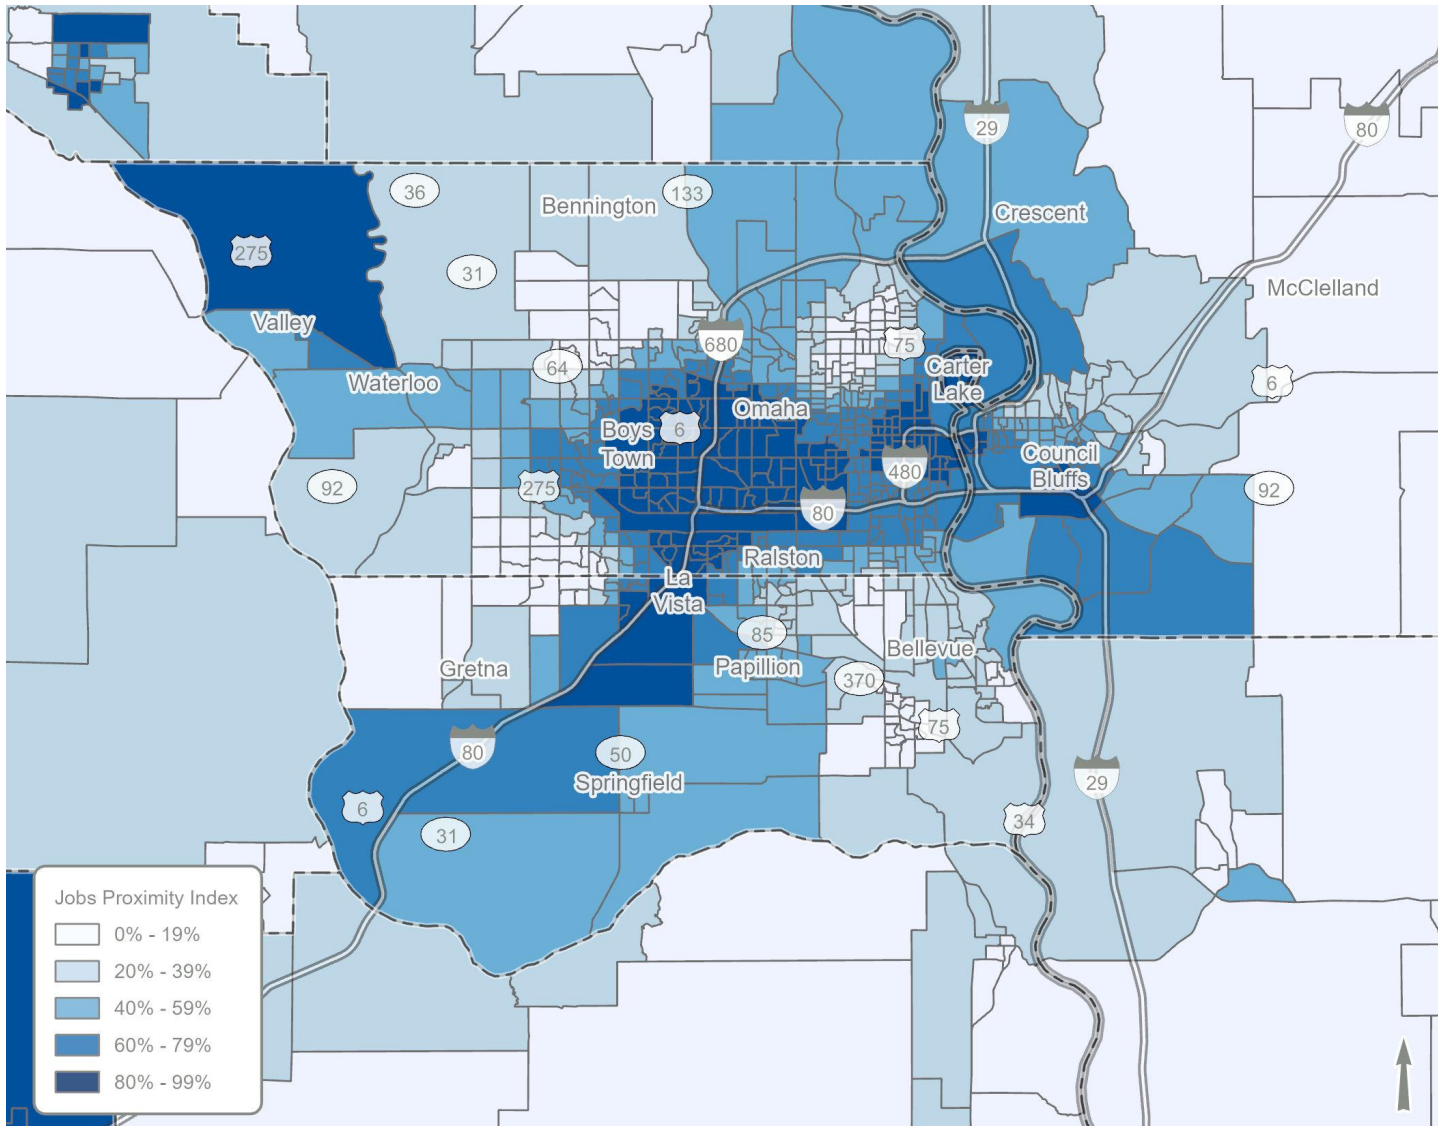 29
80
36
133
Bennington
Crescent
275
31
McClelland
Valley
680
75
64
Carter
Lake
Waterloo
6
Omaha
Boys
Town
6
480
Council
Bluffs
275
92
92
80
Ralston
La
Vista
85
Bellevue
Gretna
Papillion
370
75
80
50
Springfield
29
6
34
31
Jobs Proximity Index
0% - 19%
20% - 39%
40% - 59%
60% - 79%
80% - 99%